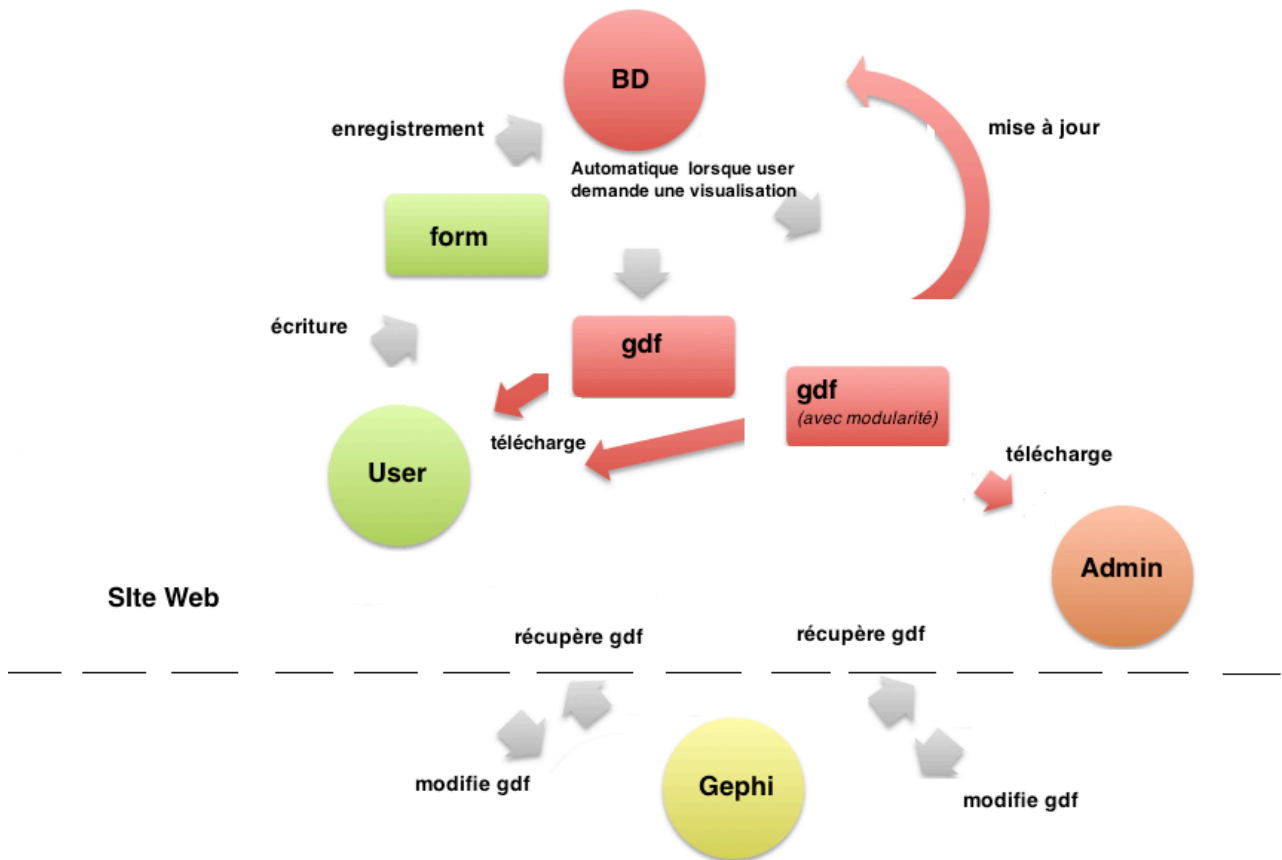 BD
enregistrement
mise à jour
Automatique lorsque user
demande une visualisation
form
écriture
gdf
gdf
(avec modularité)
télécharge
télécharge
User
Admin
SIte Web
récupère gdf
récupère gdf
modifie gdf
Gephi
modifie gdf